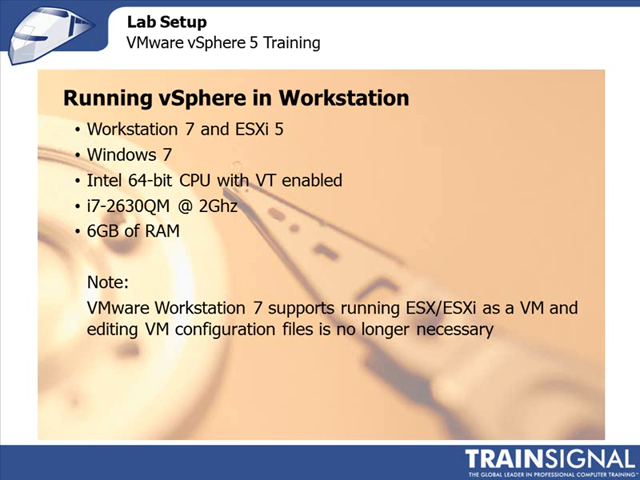 Lab Setup
VMware vSphere 5 Training
Running vSphere in Workstation
• Workstation 7 and ESXi 5
• Windows 7
• Intel 64-bit CPU with VT enabled
• i7-2630QM @ 2Ghz
• 6GB of RAM
Note:
VMware Workstation 7 supports running ESX/ESXi as a VM and
editing VM configuration files is no longer necessary
TRAINSIGNAL
THE GLOBAL LEADER IN PROFESSIONAL COMPUTER TRAINING